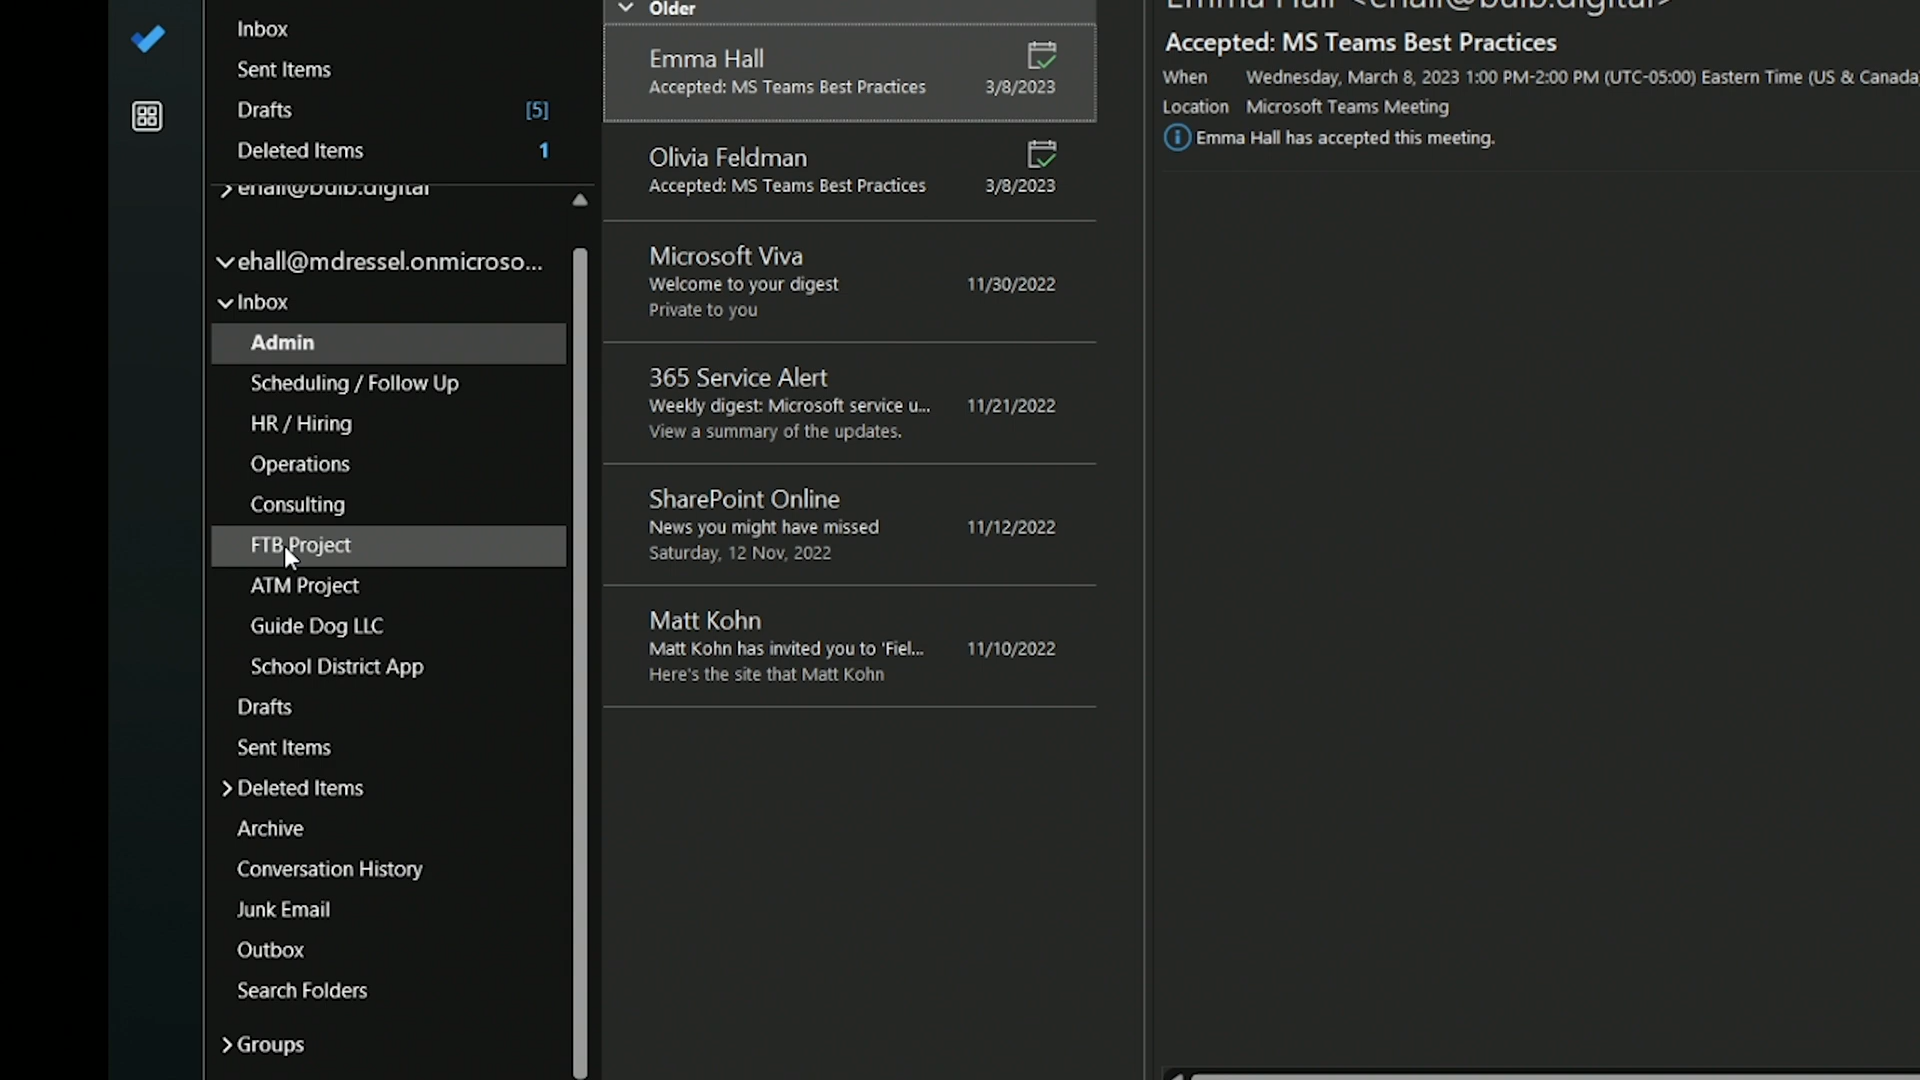 Inbox
Sent Items
Drafts [5]
Deleted Items 1
ehall@bulb.digital
ehall@mdressel.onmicroso...
Inbox
Admin
Scheduling / Follow Up
HR / Hiring
Operations
Consulting
FTB Project
ATM Project
Guide Dog LLC
School District App
Drafts
Sent Items
Deleted Items
Archive
Conversation History
Junk Email
Outbox
Search Folders
Groups
Older
Emma Hall
Accepted: MS Teams Best Practices 3/8/2023
Olivia Feldman
Accepted: MS Teams Best Practices 3/8/2023
Microsoft Viva
Welcome to your digest 11/30/2022
Private to you
365 Service Alert
Weekly digest: Microsoft service u... 11/21/2022
View a summary of the updates.
SharePoint Online
News you might have missed 11/12/2022
Saturday, 12 Nov, 2022
Matt Kohn
Matt Kohn has invited you to 'Fiel... 11/10/2022
Here's the site that Matt Kohn
Emma Hall <ehall@bulb.digital>
Accepted: MS Teams Best Practices
When Wednesday, March 8, 2023 1:00 PM-2:00 PM (UTC-05:00) Eastern Time (US & Canada)
Location Microsoft Teams Meeting
Emma Hall has accepted this meeting.